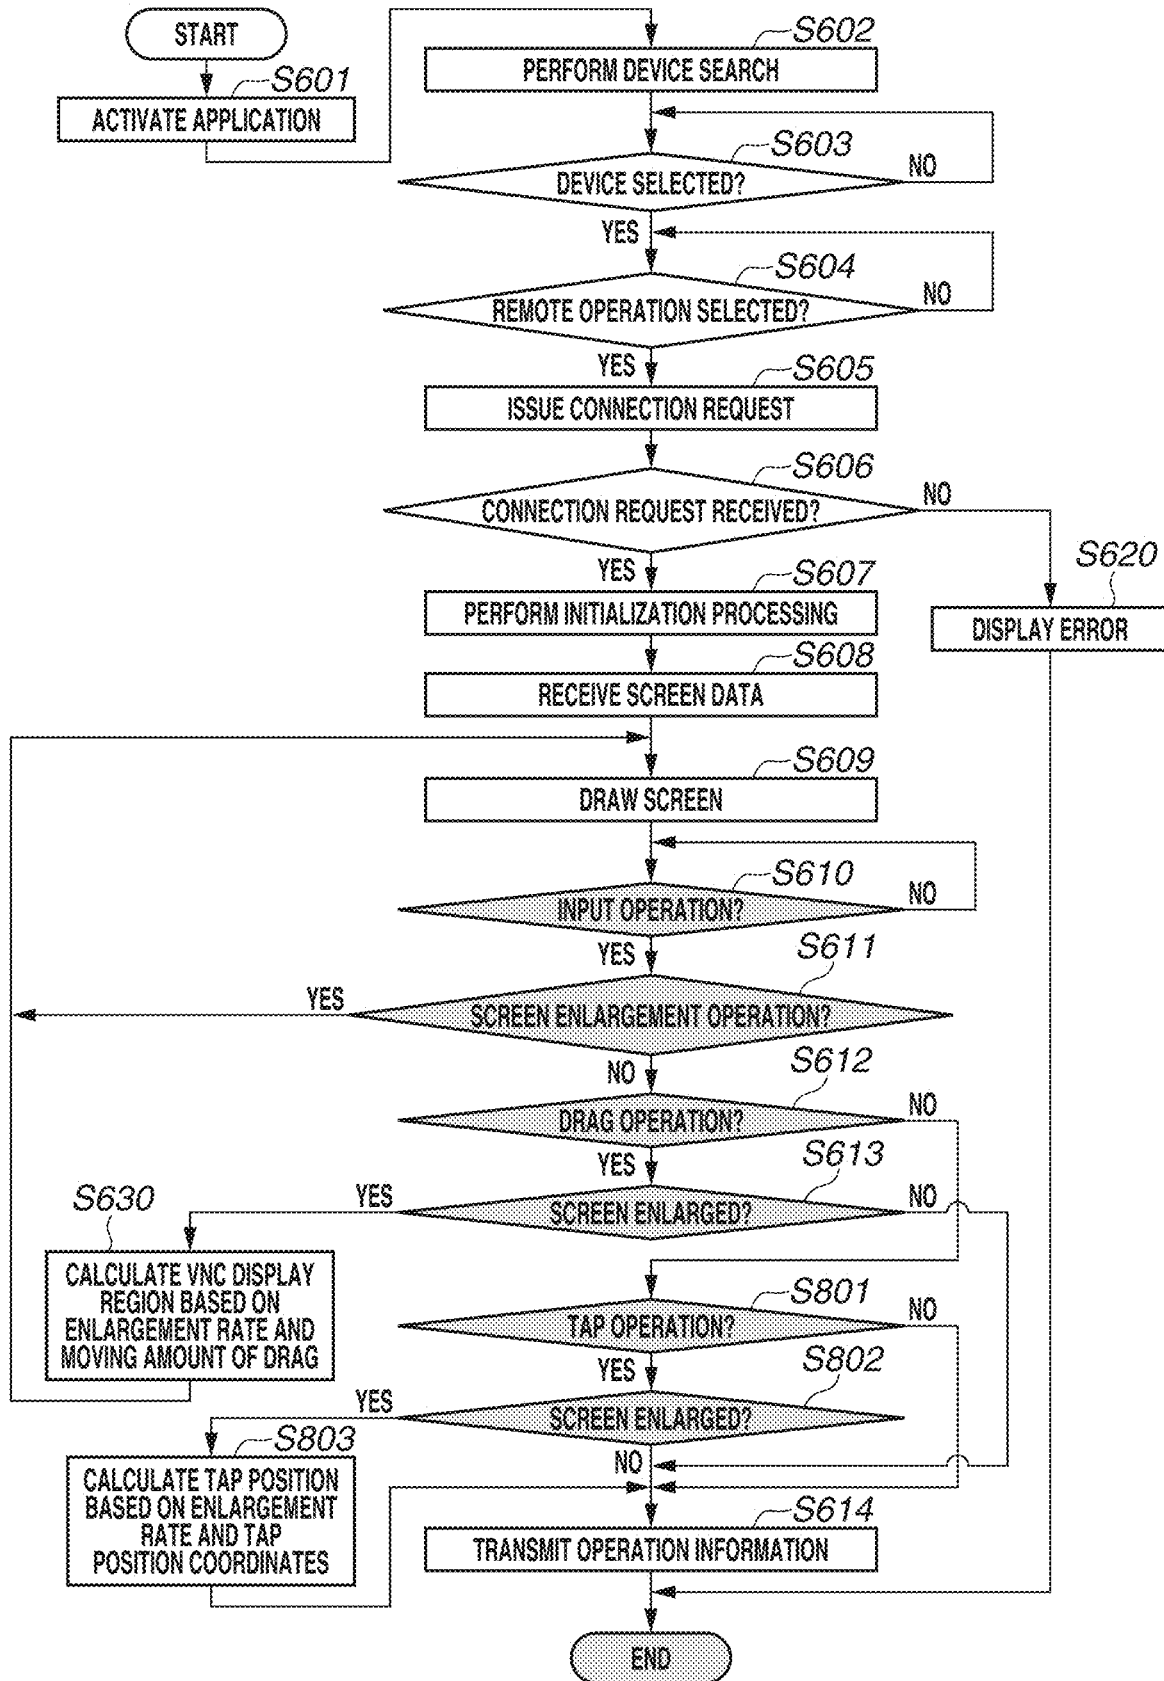 START
S601
ACTIVATE APPLICATION
S602
PERFORM DEVICE SEARCH
S603
DEVICE SELECTED?
NO
YES
S604
REMOTE OPERATION SELECTED?
NO
YES
S605
ISSUE CONNECTION REQUEST
S606
CONNECTION REQUEST RECEIVED?
NO
YES
S607
PERFORM INITIALIZATION PROCESSING
S620
DISPLAY ERROR
S608
RECEIVE SCREEN DATA
S609
DRAW SCREEN
S610
INPUT OPERATION?
NO
YES
S611
SCREEN ENLARGEMENT OPERATION?
YES
NO
S612
DRAG OPERATION?
NO
YES
S613
SCREEN ENLARGED?
YES
NO
S630
CALCULATE VNC DISPLAY
REGION BASED ON
ENLARGEMENT RATE AND
MOVING AMOUNT OF DRAG
S801
TAP OPERATION?
NO
YES
S802
SCREEN ENLARGED?
YES
NO
S803
CALCULATE TAP POSITION
BASED ON ENLARGEMENT
RATE AND TAP
POSITION COORDINATES
S614
TRANSMIT OPERATION INFORMATION
END